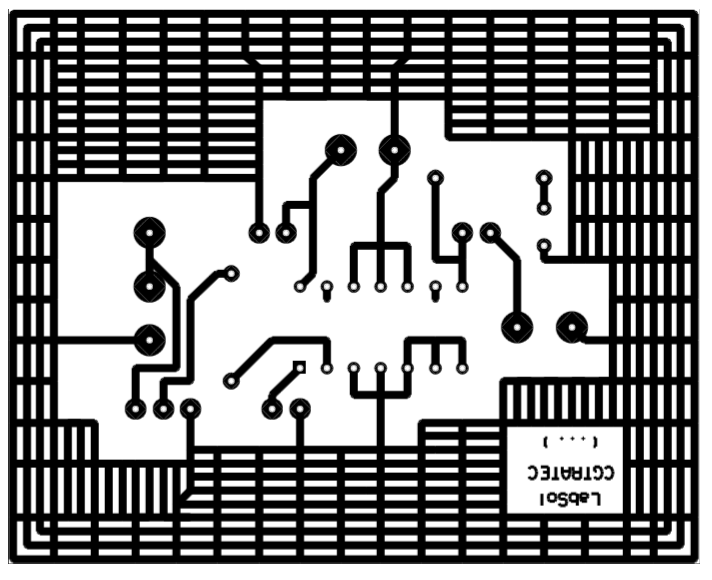 LabSol
CGTRATEC
( . . . )